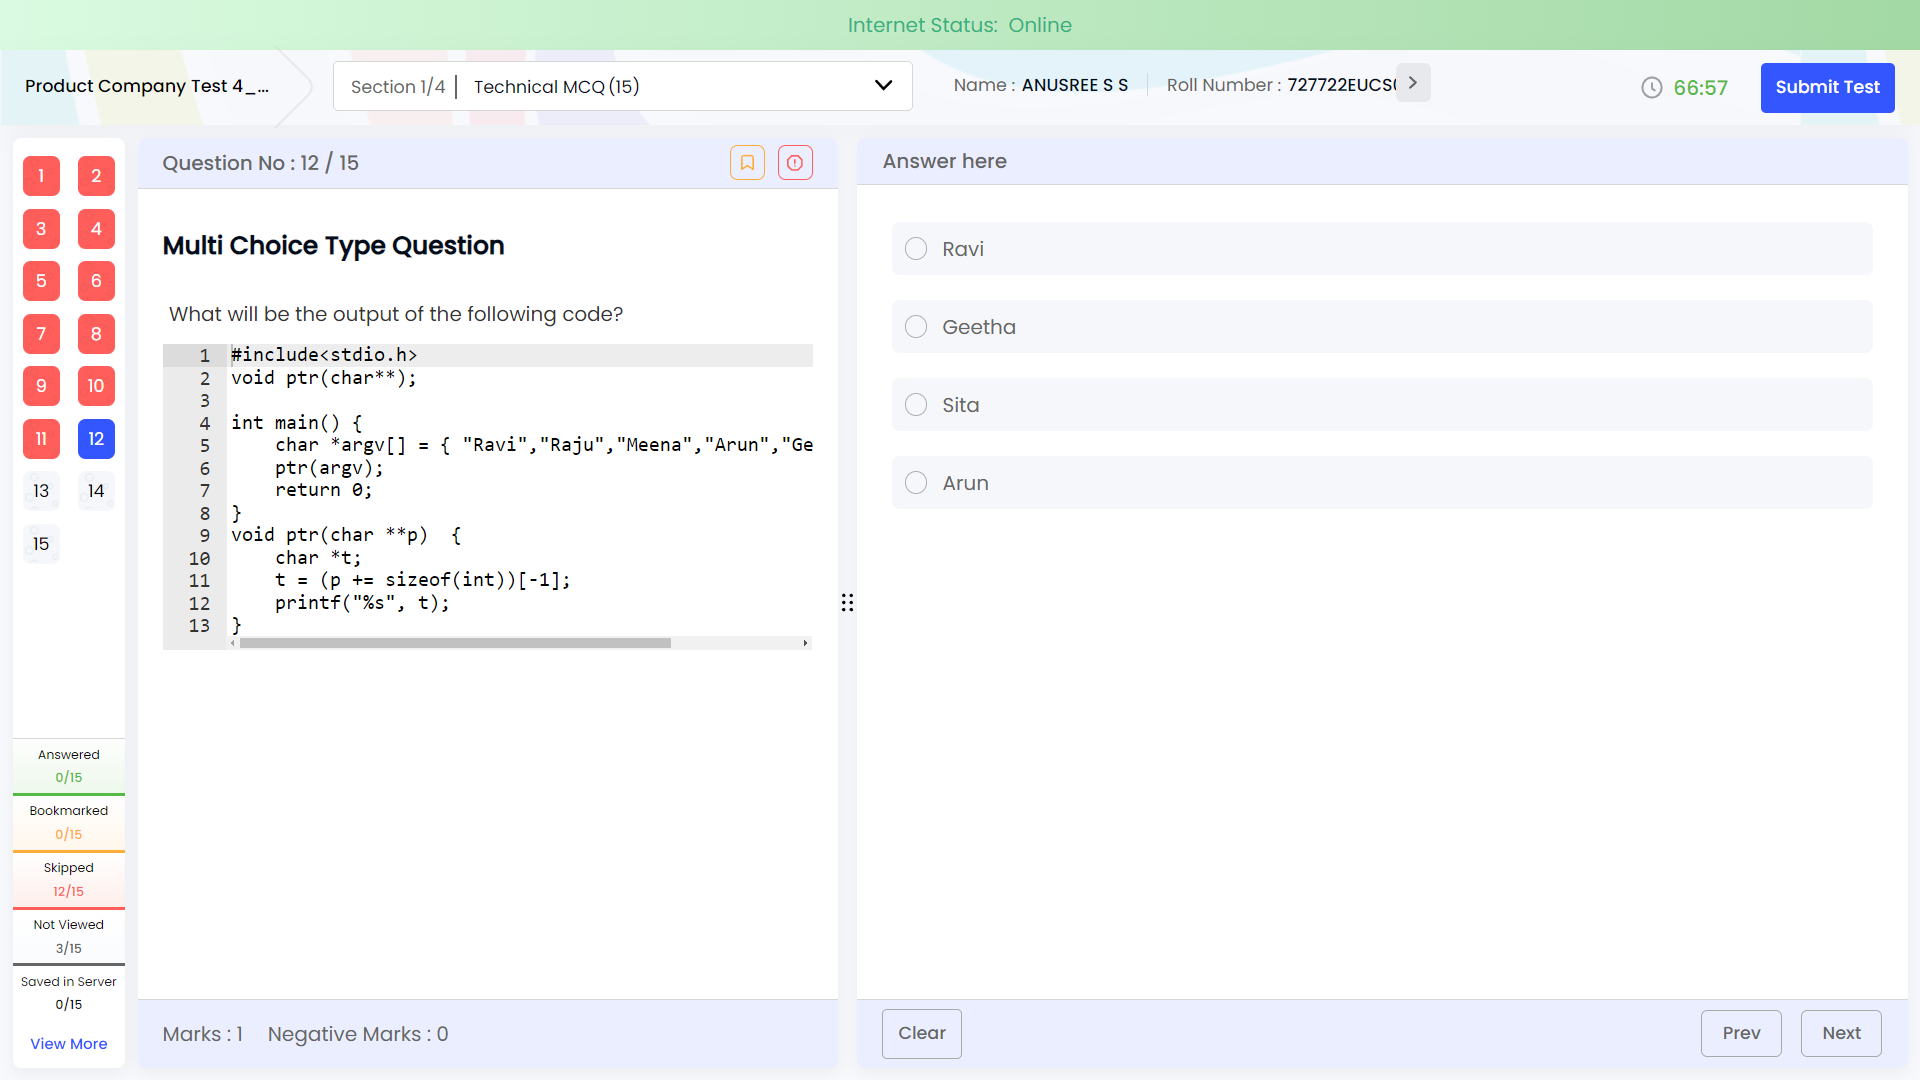 Internet Status: Online
Product Company Test 4_...
Section 1/4 | Technical MCQ (15)
Name : ANUSREE S S
Roll Number : 727722EUCS
66:57
Submit Test
1 2
3 4
5 6
7 8
9 10
11 12
13 14
15
Answered
0/15
Bookmarked
0/15
Skipped
12/15
Not Viewed
3/15
Saved in Server
0/15
View More
Question No : 12 / 15
Multi Choice Type Question
What will be the output of the following code?
1 #include<stdio.h>
2 void ptr(char**);
3
4 int main() {
5     char *argv[] = { "Ravi","Raju","Meena","Arun","Ge
6     ptr(argv);
7     return 0;
8 }
9 void ptr(char **p)  {
10     char *t;
11     t = (p += sizeof(int))[-1];
12     printf("%s", t);
13 }
Marks : 1 Negative Marks : 0
Answer here
Ravi
Geetha
Sita
Arun
Clear
Prev
Next